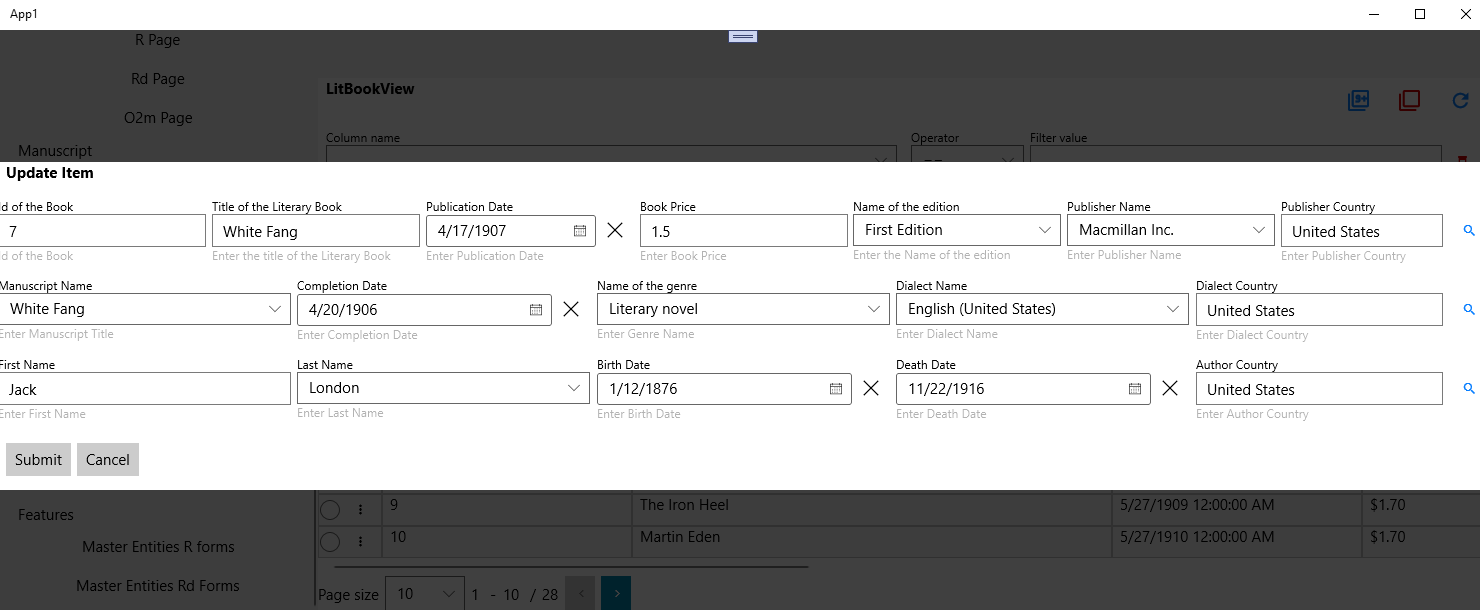 App1
R Page
Rd Page
O2m Page
Manuscript
LitBookView
Column name Operator Filter value
Update Item
Id of the Book Title of the Literary Book Publication Date Book Price Name of the edition Publisher Name Publisher Country
7 White Fang 4/17/1907 1.5 First Edition Macmillan Inc. United States
Id of the Book Enter the title of the Literary Book Enter Publication Date Enter Book Price Enter the Name of the edition Enter Publisher Name Enter Publisher Country
Manuscript Name Completion Date Name of the genre Dialect Name Dialect Country
White Fang 4/20/1906 Literary novel English (United States) United States
Enter Manuscript Title Enter Completion Date Enter Genre Name Enter Dialect Name Enter Dialect Country
First Name Last Name Birth Date Death Date Author Country
Jack London 1/12/1876 11/22/1916 United States
Enter First Name Enter Last Name Enter Birth Date Enter Death Date Enter Author Country
Submit Cancel
9 The Iron Heel 5/27/1909 12:00:00 AM $1.70
10 Martin Eden 5/27/1910 12:00:00 AM $1.70
Features
Master Entities R forms
Master Entities Rd Forms
Page size 10 1 - 10 / 28